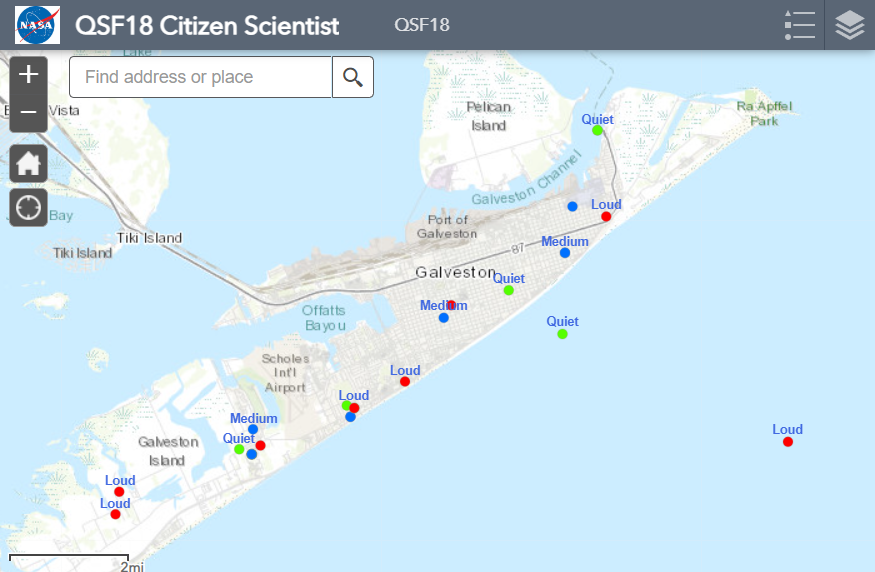 NASA
QSF18 Citizen Scientist
QSF18
Lake
+
Find address or place
−
Vista
Pelican
Island
Ra Apffel
Park
Quiet
Galveston Channel
Bay
Loud
Port of
Galveston
Tiki Island
Tiki Island
Medium
87
Galveston
Quiet
Medium
Offatts
Bayou
Quiet
Scholes
Int'l
Airport
Loud
Loud
Medium
Quiet
Galveston
Island
Loud
Loud
Loud
2mi